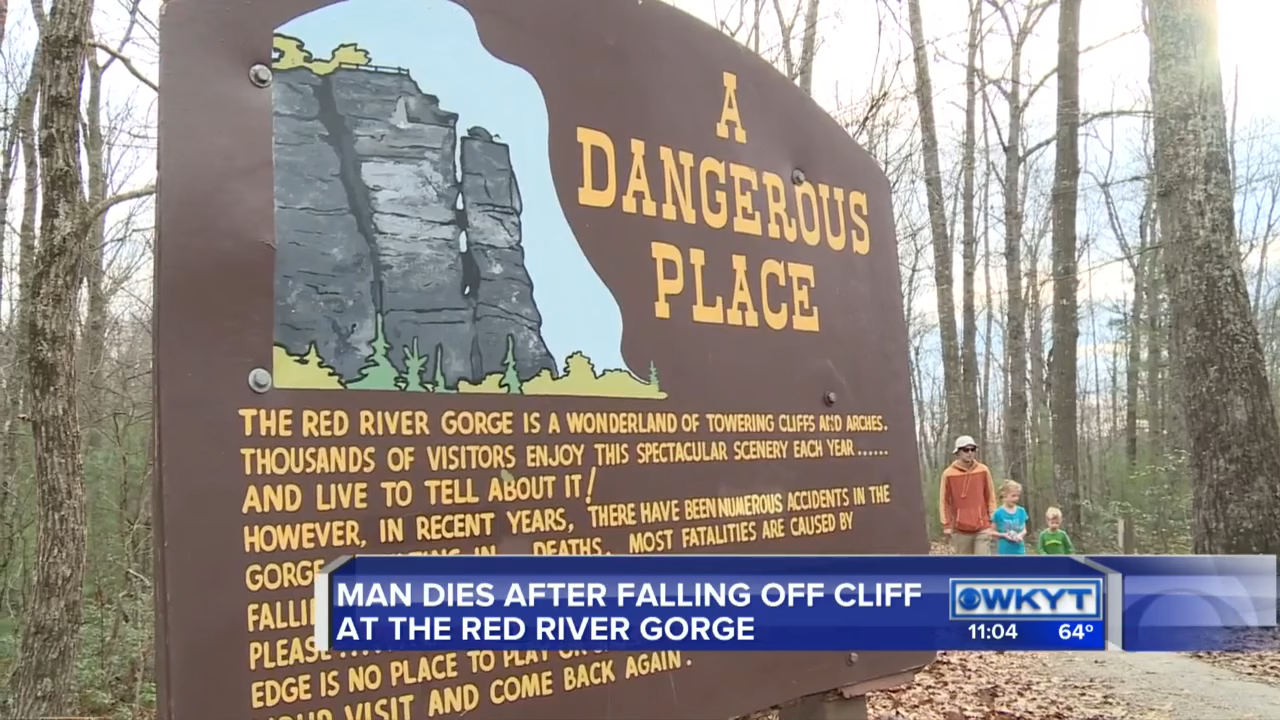 A
DANGEROUS
PLACE
THE RED RIVER GORGE IS A WONDERLAND OF TOWERING CLIFFS AND ARCHES.
THOUSANDS OF VISITORS ENJOY THIS SPECTACULAR SCENERY EACH YEAR......
AND LIVE TO TELL ABOUT IT!
HOWEVER, IN RECENT YEARS, THERE HAVE BEEN NUMEROUS ACCIDENTS IN THE
GORGE IN DEATHS. MOST FATALITIES ARE CAUSED BY
PLEASE.....
EDGE IS NO PLACE TO PLAY
VISIT AND COME BACK AGAIN.
MAN DIES AFTER FALLING OFF CLIFF
AT THE RED RIVER GORGE
WKYT
11:04 64°